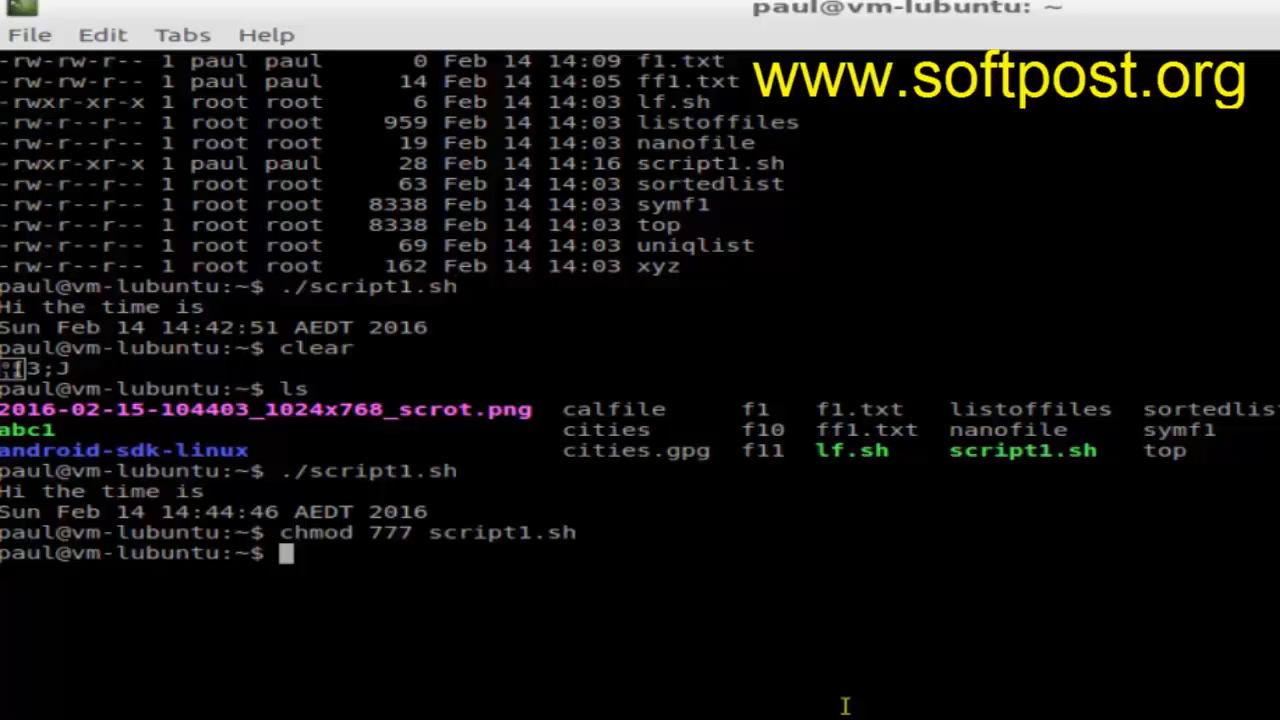 paul@vm-lubuntu: ~
File Edit Tabs Help
www.softpost.org
-rw-rw-r-- 1 paul paul 0 Feb 14 14:09 f1.txt
-rw-rw-r-- 1 paul paul 14 Feb 14 14:05 ff1.txt
-rwxr-xr-x 1 root root 6 Feb 14 14:03 lf.sh
-rw-r--r-- 1 root root 959 Feb 14 14:03 listoffiles
-rw-r--r-- 1 root root 19 Feb 14 14:03 nanofile
-rwxr-xr-x 1 paul paul 28 Feb 14 14:16 script1.sh
-rw-r--r-- 1 root root 63 Feb 14 14:03 sortedlist
-rw-r--r-- 1 root root 8338 Feb 14 14:03 symf1
-rw-r--r-- 1 root root 8338 Feb 14 14:03 top
-rw-r--r-- 1 root root 69 Feb 14 14:03 uniqlist
-rw-r--r-- 1 root root 162 Feb 14 14:03 xyz
paul@vm-lubuntu:~$ ./script1.sh
Hi the time is
Sun Feb 14 14:42:51 AEDT 2016
paul@vm-lubuntu:~$ clear
[3;J
paul@vm-lubuntu:~$ ls
2016-02-15-104403_1024x768_scrot.png calfile f1 f1.txt listoffiles sortedlis
abc1 cities f10 ff1.txt nanofile symf1
android-sdk-linux cities.gpg f11 lf.sh script1.sh top
paul@vm-lubuntu:~$ ./script1.sh
Hi the time is
Sun Feb 14 14:44:46 AEDT 2016
paul@vm-lubuntu:~$ chmod 777 script1.sh
paul@vm-lubuntu:~$